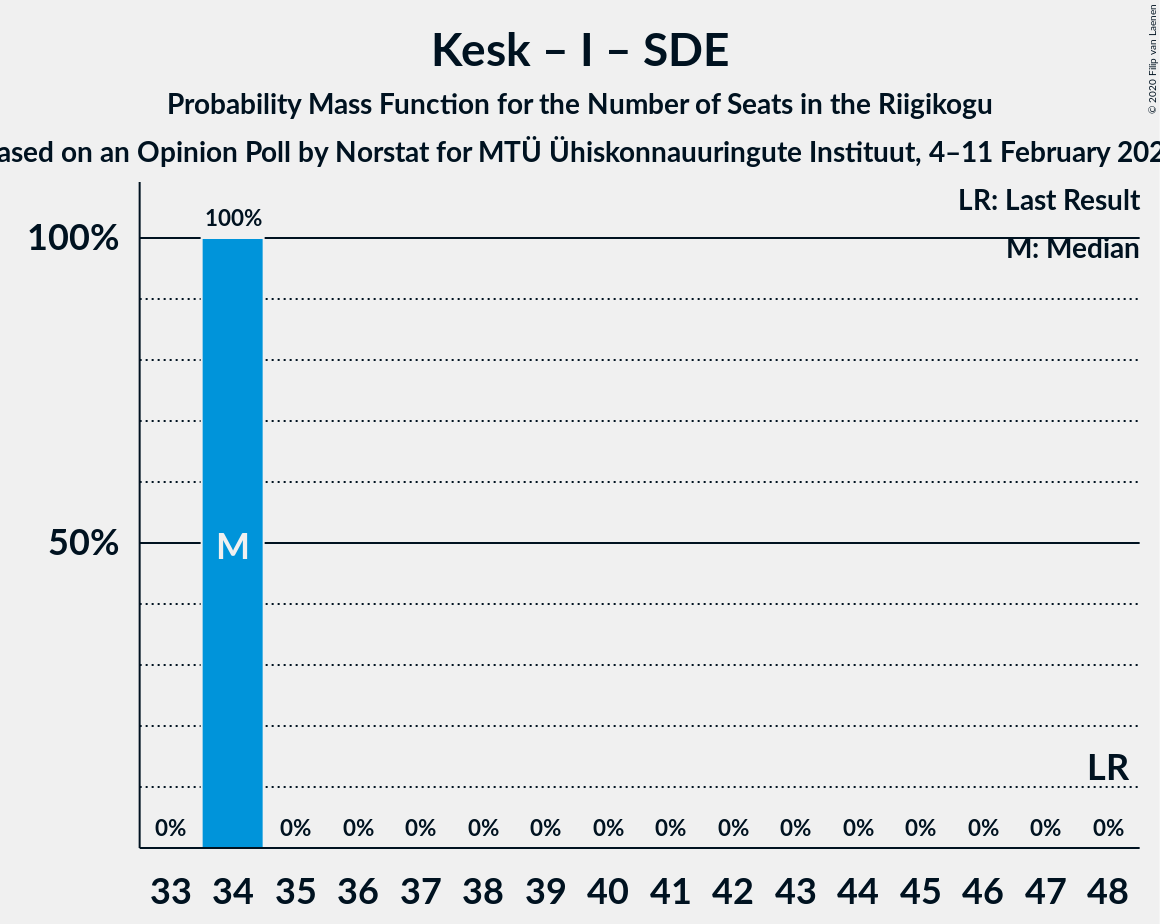 Kesk – I – SDE
Probability Mass Function for the Number of Seats in the Riigikogu
on an Opinion Poll by Norstat for MTÜ Ühiskonnauuringute Instituut, 4–11 February
© 2020 Filip van Laenen
LR: Last Result
M: Median
100%
100%
50%
M
LR
0% 0% 0% 0% 0% 0% 0% 0% 0% 0% 0% 0% 0% 0% 0%
33 34 35 36 37 38 39 40 41 42 43 44 45 46 47 48